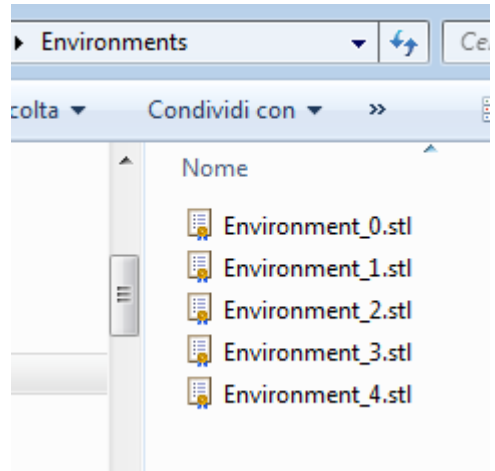 Environments
Ce
colta Condividi con »
Nome
Environment_0.stl
Environment_1.stl
Environment_2.stl
Environment_3.stl
Environment_4.stl